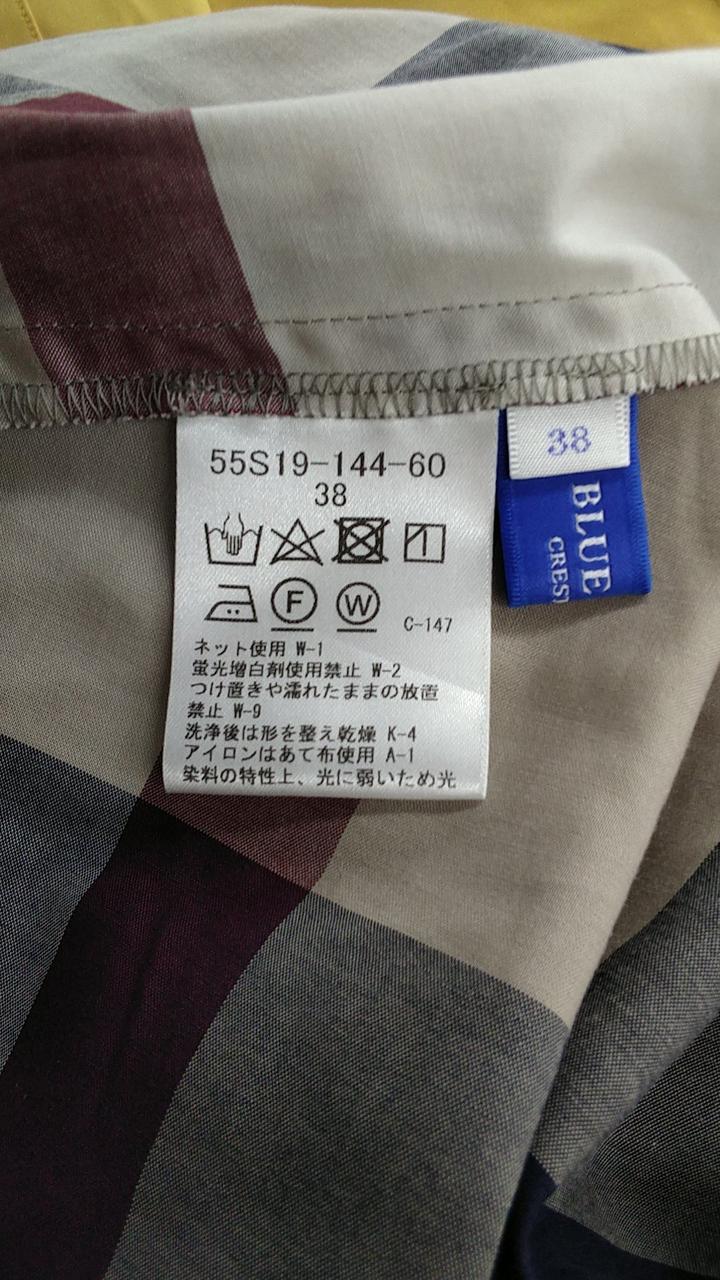 55S19-144-60
38
F W C-147
ネット使用 W-1
蛍光増白剤使用禁止 W-2
つけ置きや濡れたままの放置
禁止 W-9
洗浄後は形を整え乾燥 K-4
アイロンはあて布使用 A-1
染料の特性上、光に弱いため光
38
BLUE
CREST